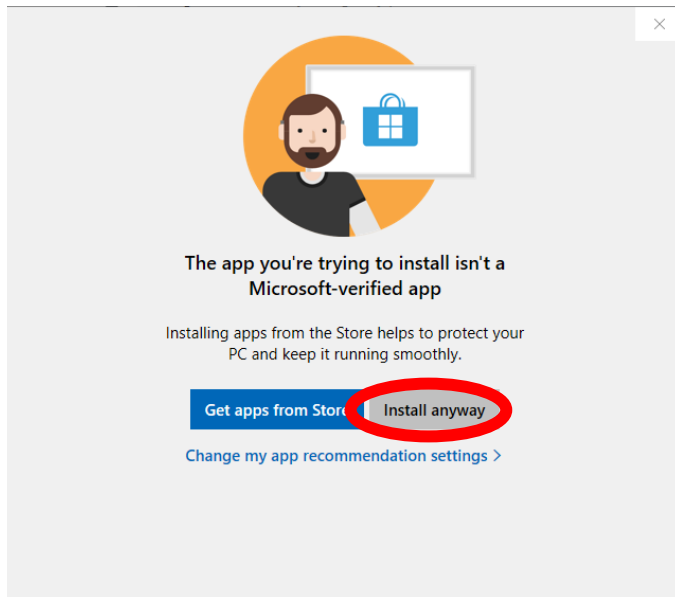 The app you're trying to install isn't a
Microsoft-verified app
Installing apps from the Store helps to protect your
PC and keep it running smoothly.
Get apps from Store
Install anyway
Change my app recommendation settings >